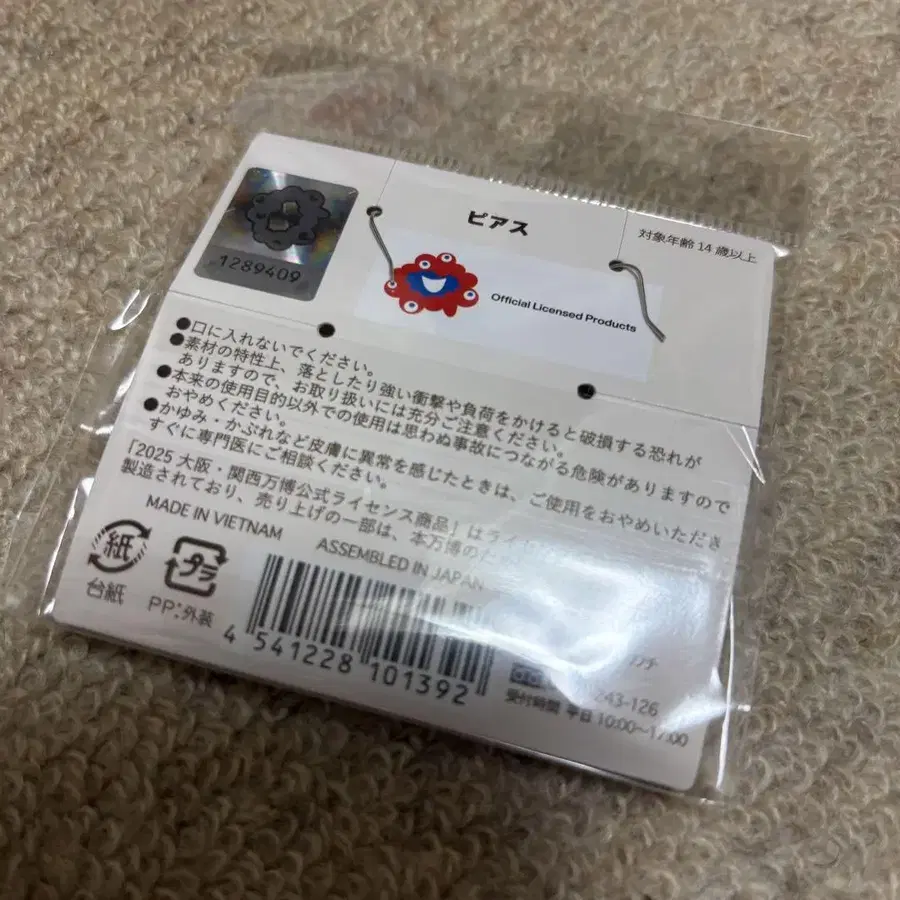 ピアス
対象年齢 14 歳以上
1289409
Official Licensed Products
●口に入れないでください。
●素材の特性上、落としたり強い衝撃や負荷をかけると破損する恐れが
ありますので、お取り扱いには充分ご注意ください。
●本来の使用目的以外での使用は思わぬ事故につながる危険がありますので
おやめください。
●かゆみ・かぶれなど皮膚に異常を感じたときは、ご使用をおやめいただき
すぐに専門医にご相談ください。
「2025 大阪・関西万博公式ライセンス商品」はライ
製造されており、売り上げの一部は、本万博の
MADE IN VIETNAM
ASSEMBLED IN JAPAN
紙
台紙
プラ
PP:外装
4 541228 101392
243-126
受付時間 平日 10:00~17:00